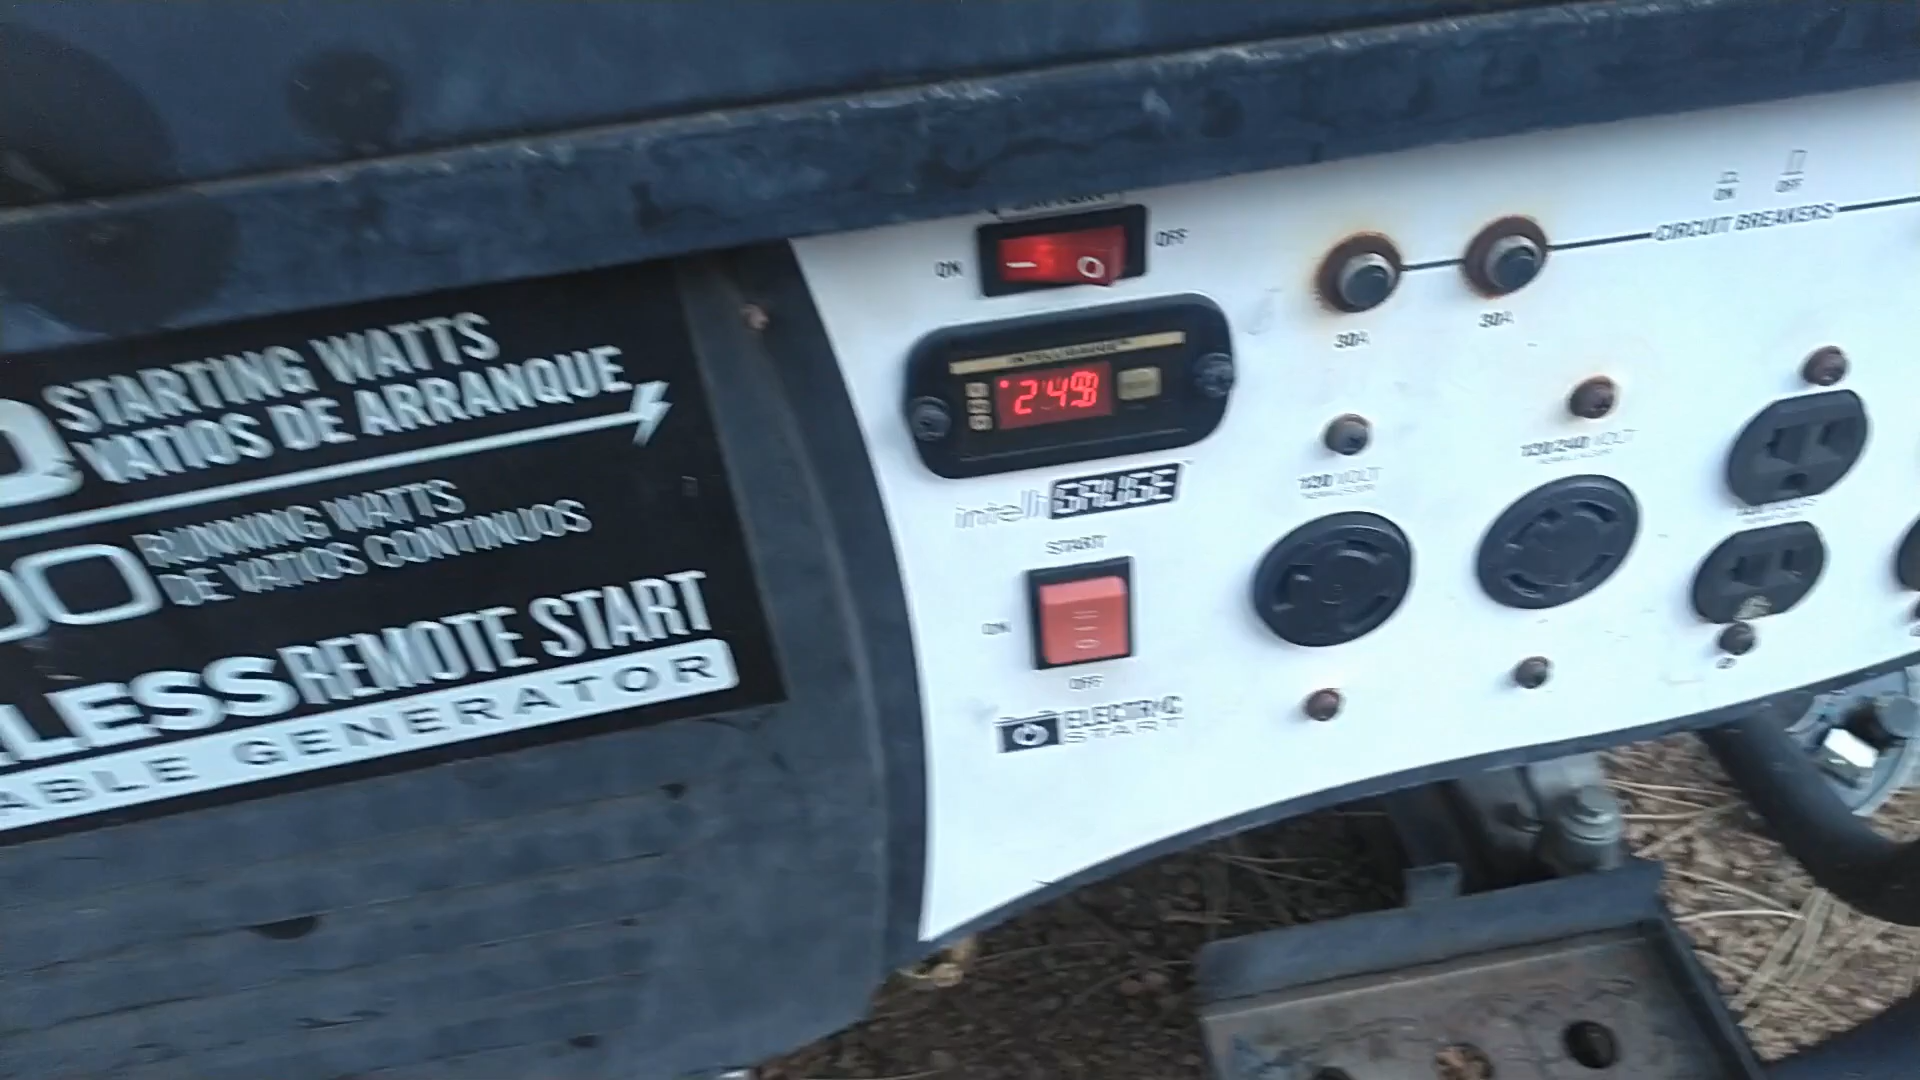 STARTING WATTS
VATIOS DE ARRANQUE
RUNNING WATTS
DE VATIOS CONTINUOS
LESS REMOTE START
ABLE GENERATOR
ON
OFF
INTELLIGAUGE
intelliGAUGE
START
ON
OFF
ELECTRIC
START
30A
30A
CIRCUIT BREAKERS
ON
OFF
120 VOLT
120/240 VOLT